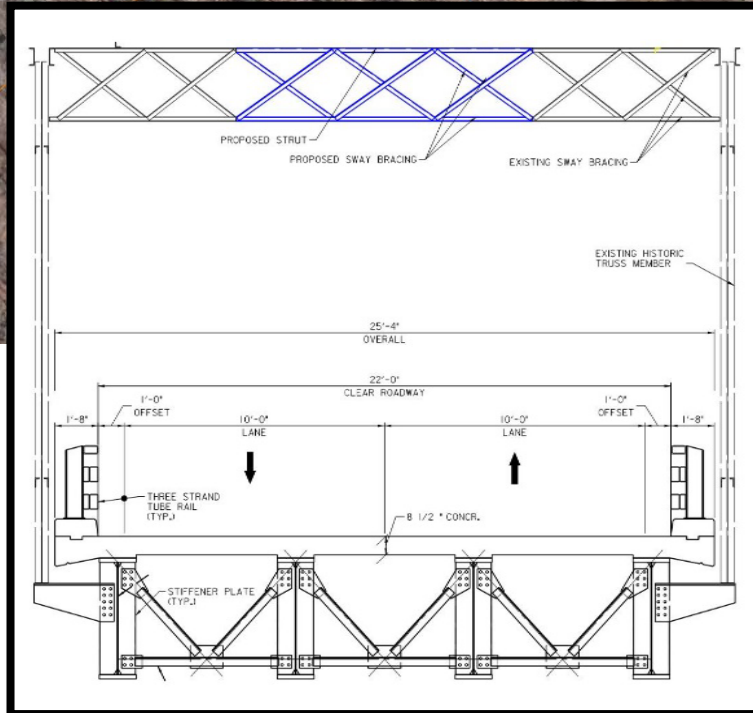 PROPOSED STRUT
PROPOSED SWAY BRACING
EXISTING SWAY BRACING
EXISTING HISTORIC
TRUSS MEMBER
25'-4"
OVERALL
22'-0"
CLEAR ROADWAY
1'-8"
1'-0"
OFFSET
10'-0"
LANE
10'-0"
LANE
1'-0"
OFFSET
1'-8"
THREE STRAND
TUBE RAIL
(TYP.)
8 1/2 " CONCR.
STIFFENER PLATE
(TYP.)